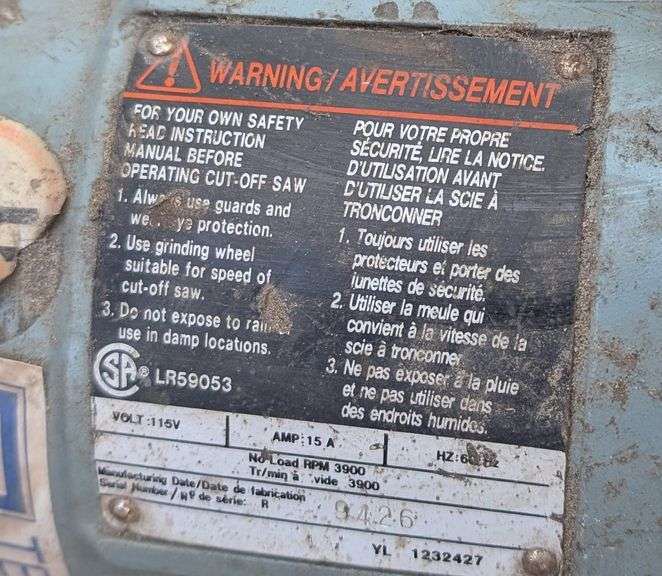 WARNING/AVERTISSEMENT
FOR YOUR OWN SAFETY
READ INSTRUCTION
MANUAL BEFORE
OPERATING CUT-OFF SAW
1. Always use guards and
wear eye protection.
2. Use grinding wheel
suitable for speed of
cut-off saw.
3. Do not expose to rain
use in damp locations.
POUR VOTRE PROPRE
SÉCURITÉ, LIRE LA NOTICE.
D'UTILISATION AVANT
D'UTILISER LA SCIE À
TRONCONNER
1. Toujours utiliser les
protecteurs et porter des
lunettes de sécurité.
2. Utiliser la meule qui
convient à la vitesse de la
scie à tronconner.
3. Ne pas exposer à la pluie
et ne pas utiliser dans
des endroits humides.
CSA ® LR59053
VOLT:115V
AMP:15 A
HZ:60Hz
No Load RPM 3900
Tr/min à vide 3900
Manufacturing Date/Date de fabrication
Serial Number / Nº de série: R 9426
YL 1232427